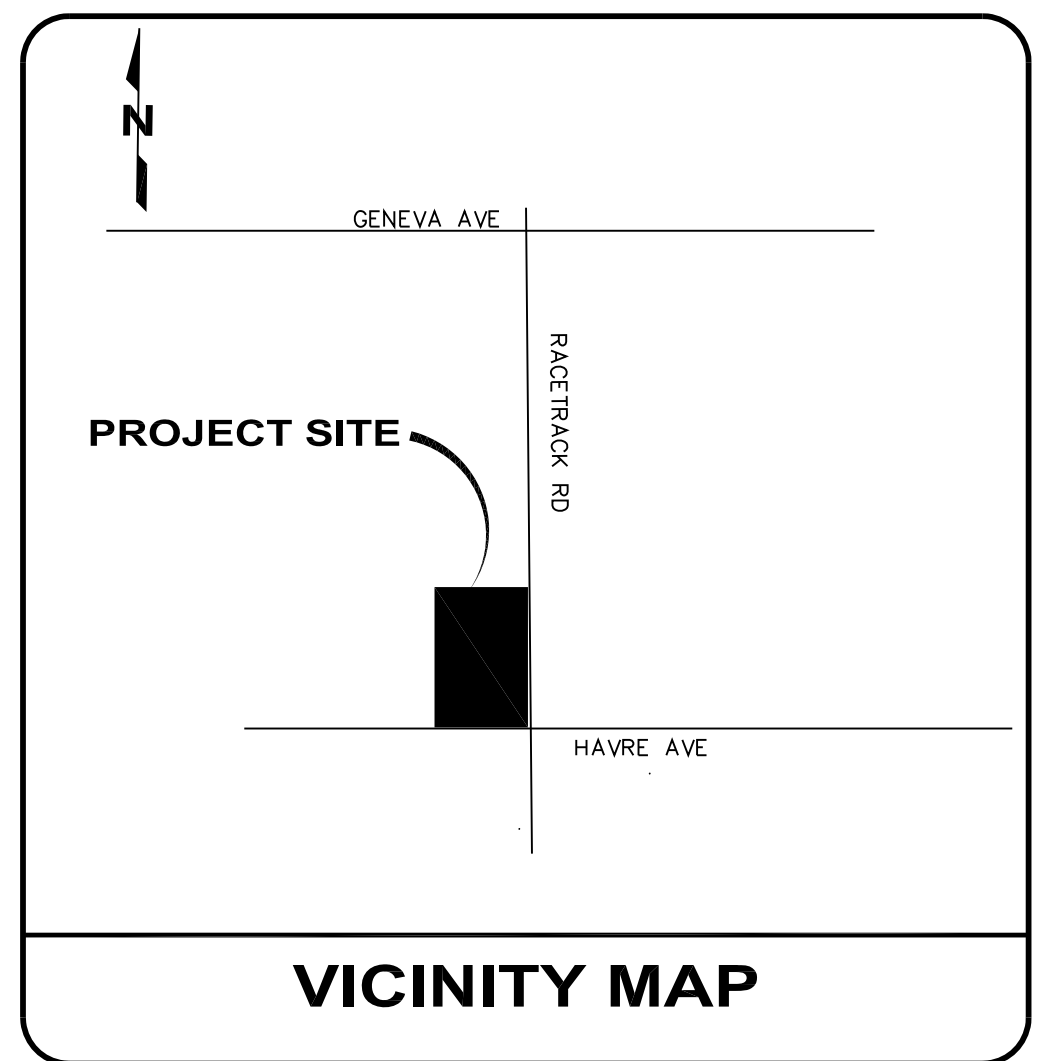 N
GENEVA AVE
RACETRACK RD
PROJECT SITE
HAVRE AVE
VICINITY MAP